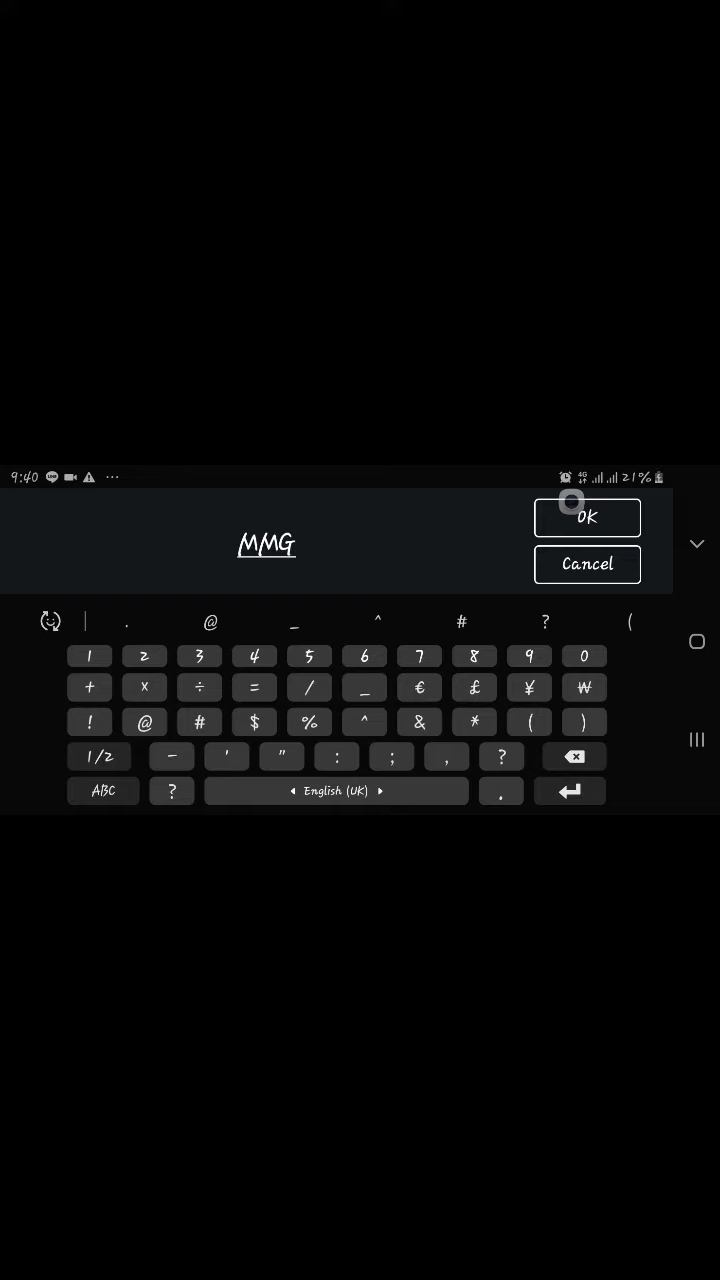 9:40 4G 21%
OK
MMG
Cancel
. @ _ ^ # ? (
1 2 3 4 5 6 7 8 9 0
+ × ÷ = / _ € £ ¥ ₩
! @ # $ % ^ & * ( )
1/2 - ' " : ; , ?
ABC ? English (UK) .